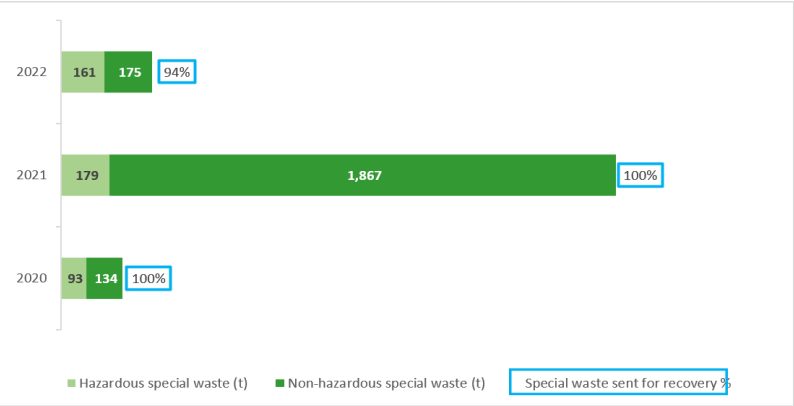 2022 161 175 94%
2021 179 1,867 100%
2020 93 134 100%
Hazardous special waste (t) Non-hazardous special waste (t) Special waste sent for recovery %